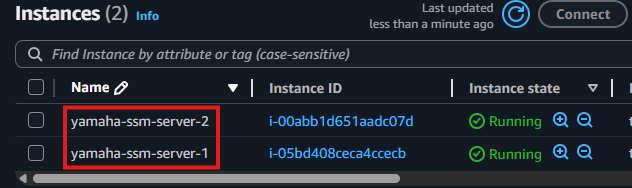 Instances (2) Info
Last updated
less than a minute ago
Connect
Find Instance by attribute or tag (case-sensitive)
Name Instance ID Instance state
yamaha-ssm-server-2 i-00abb1d651aadc07d Running
yamaha-ssm-server-1 i-05bd408ceca4ccecb Running